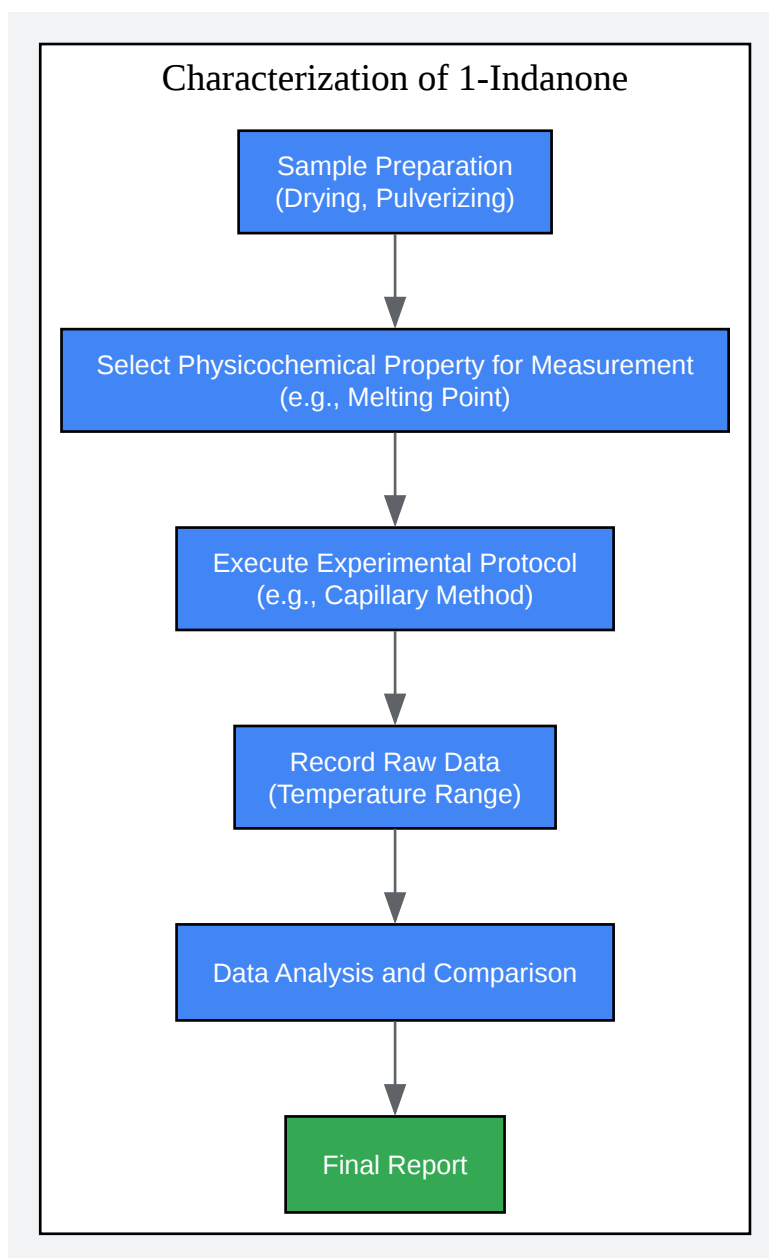 Characterization of 1-Indanone
Sample Preparation
(Drying, Pulverizing)
Select Physicochemical Property for Measurement
(e.g., Melting Point)
Execute Experimental Protocol
(e.g., Capillary Method)
Record Raw Data
(Temperature Range)
Data Analysis and Comparison
Final Report